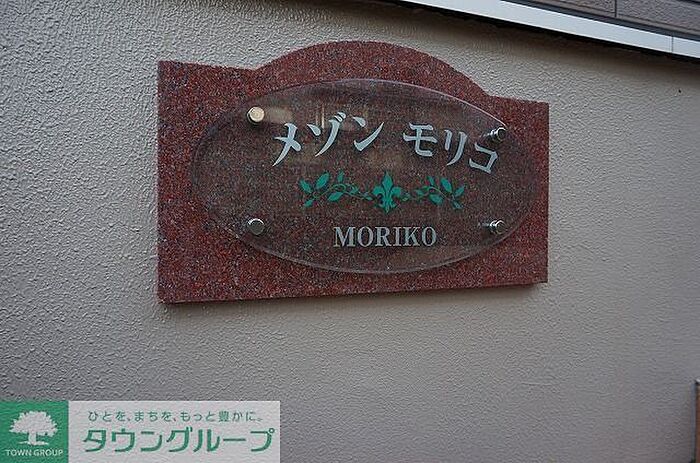 メゾン モリコ
MORIKO
TOWN GROUP
ひとを、まちを、もっと豊かに。
タウングループ